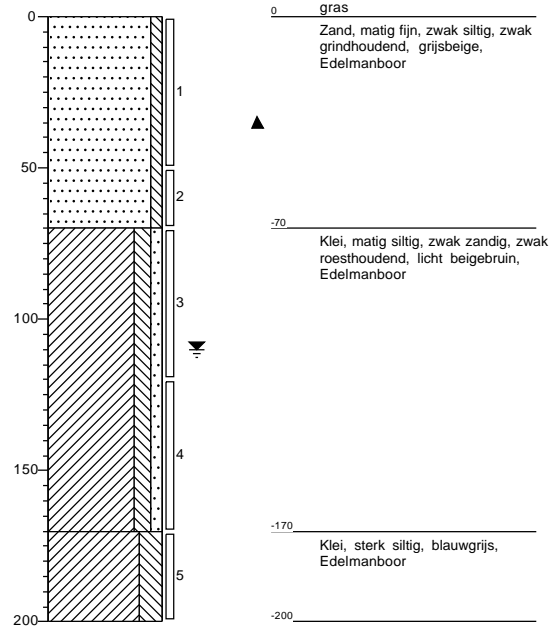 0
0
gras
Zand, matig fijn, zwak siltig, zwak
grindhoudend, grijsbeige,
Edelmanboor
1
50
2
-70
Klei, matig siltig, zwak zandig, zwak
roesthoudend, licht beigebruin,
Edelmanboor
3
100
4
150
-170
Klei, sterk siltig, blauwgrijs,
Edelmanboor
5
200
-200